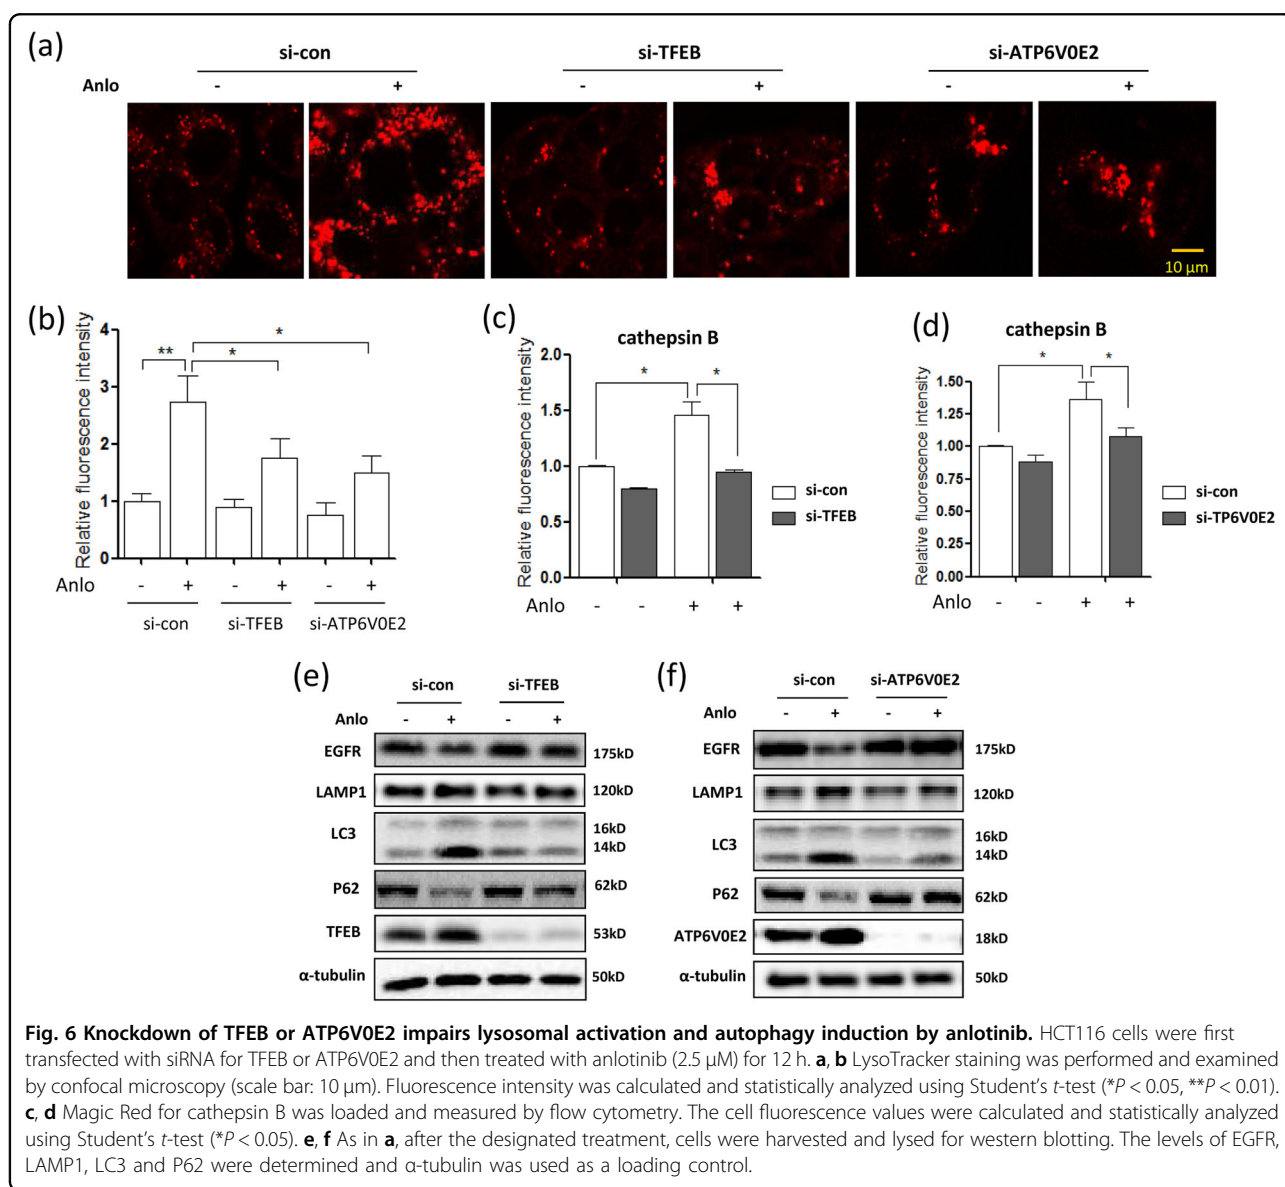 (a)
si-con si-TFEB si-ATP6V0E2
Anlo - + - + - +
10 µm
(b)
Relative fluorescence intensity
4
3
2
1
0
** * *
Anlo - + - + - +
si-con si-TFEB si-ATP6V0E2
(c)
cathepsin B
Relative fluorescence intensity
2.0
1.5
1.0
0.5
0.0
* *
si-con
si-TFEB
Anlo - - + +
(d)
cathepsin B
Relative fluorescence intensity
1.50
1.25
1.00
0.75
0.50
0.25
0.00
* *
si-con
si-TP6V0E2
Anlo - - + +
(e)
si-con si-TFEB
Anlo - + - +
EGFR 175kD
LAMP1 120kD
LC3 16kD
14kD
P62 62kD
TFEB 53kD
α-tubulin 50kD
(f)
si-con si-ATP6V0E2
Anlo - + - +
EGFR 175kD
LAMP1 120kD
LC3 16kD
14kD
P62 62kD
ATP6V0E2 18kD
α-tubulin 50kD
Fig. 6 Knockdown of TFEB or ATP6V0E2 impairs lysosomal activation and autophagy induction by anlotinib. HCT116 cells were first
transfected with siRNA for TFEB or ATP6V0E2 and then treated with anlotinib (2.5 µM) for 12 h. a, b LysoTracker staining was performed and examined
by confocal microscopy (scale bar: 10 µm). Fluorescence intensity was calculated and statistically analyzed using Student's t-test (*P < 0.05, **P < 0.01).
c, d Magic Red for cathepsin B was loaded and measured by flow cytometry. The cell fluorescence values were calculated and statistically analyzed
using Student's t-test (*P < 0.05). e, f As in a, after the designated treatment, cells were harvested and lysed for western blotting. The levels of EGFR,
LAMP1, LC3 and P62 were determined and α-tubulin was used as a loading control.